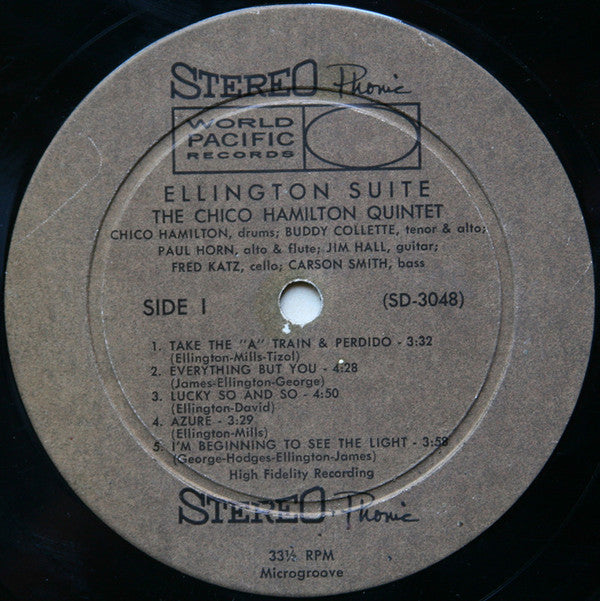 STEREO Phonic
WORLD
PACIFIC
RECORDS
ELLINGTON SUITE
THE CHICO HAMILTON QUINTET
CHICO HAMILTON, drums; BUDDY COLLETTE, tenor & alto;
PAUL HORN, alto & flute; JIM HALL, guitar;
FRED KATZ, cello; CARSON SMITH, bass
SIDE I (SD-3048)
1. TAKE THE "A" TRAIN & PERDIDO - 3:32
(Ellington-Mills-Tizol)
2. EVERYTHING BUT YOU - 4:28
(James-Ellington-George)
3. LUCKY SO AND SO - 4:50
(Ellington-David)
4. AZURE - 3:29
(Ellington-Mills)
5. I'M BEGINNING TO SEE THE LIGHT - 3:58
(George-Hodges-Ellington-James)
High Fidelity Recording
STEREO Phonic
33⅓ RPM
Microgroove